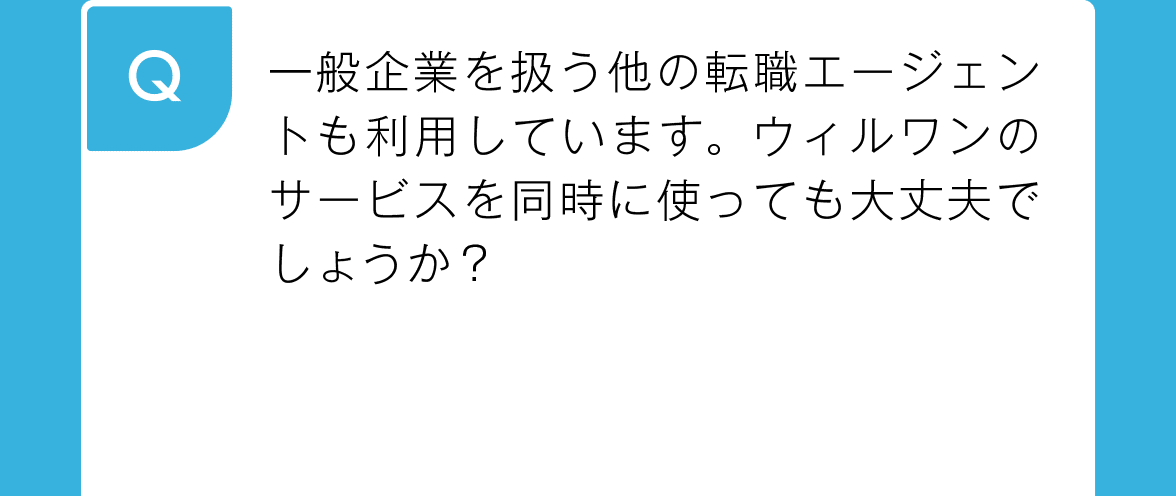 Q
一般企業を扱う他の転職エージェン
トも利用しています。ウィルワンの
サービスを同時に使っても大丈夫で
しょうか？